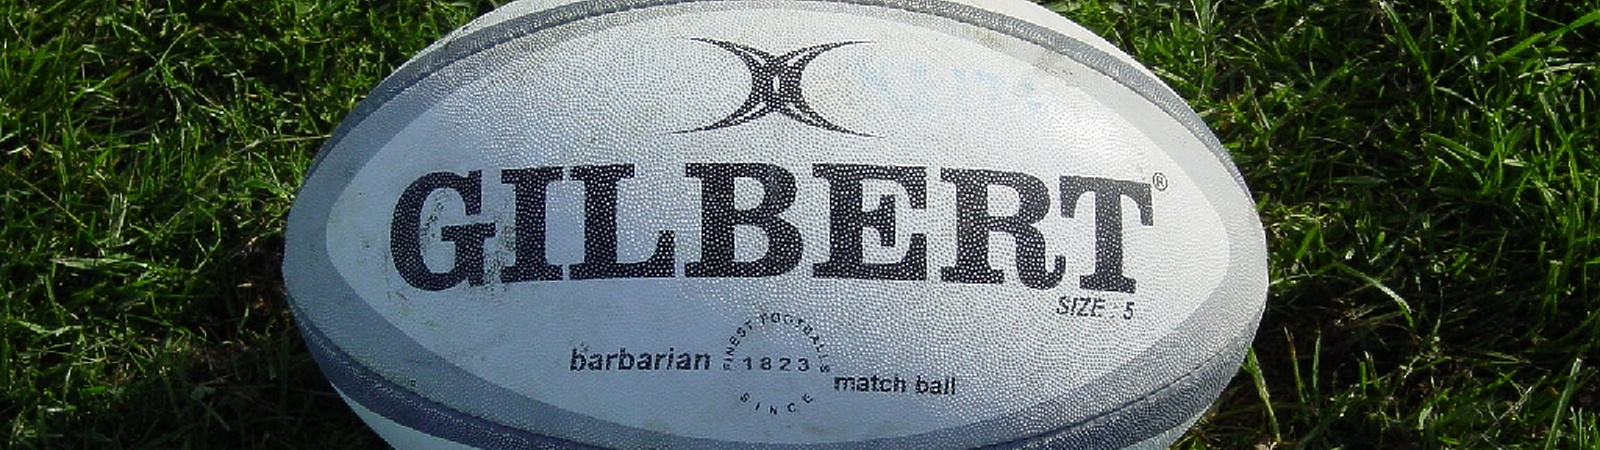 GILBERT®
SIZE : 5
barbarian
FINEST FOOTBALLS
1823
SINCE
match ball